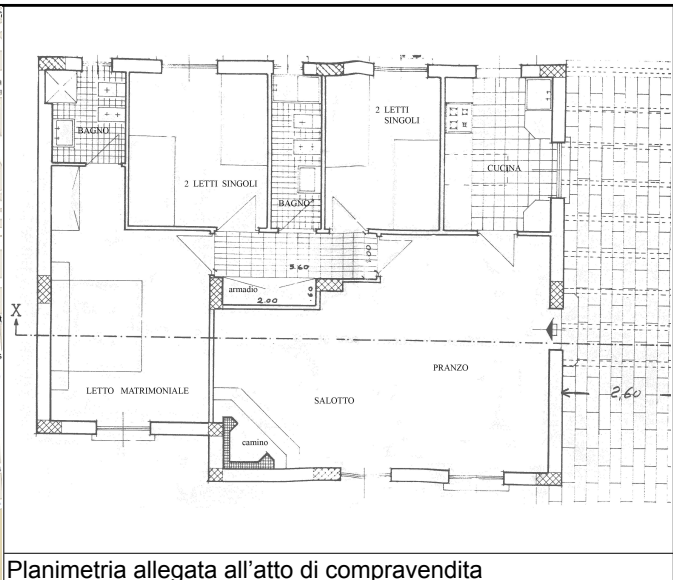 BAGNO
2 LETTI SINGOLI
BAGNO
2 LETTI
SINGOLI
CUCINA
3.60
1.00
armadio
2.00
.60
X
PRANZO
2,60
LETTO MATRIMONIALE
SALOTTO
camino
Planimetria allegata all'atto di compravendita